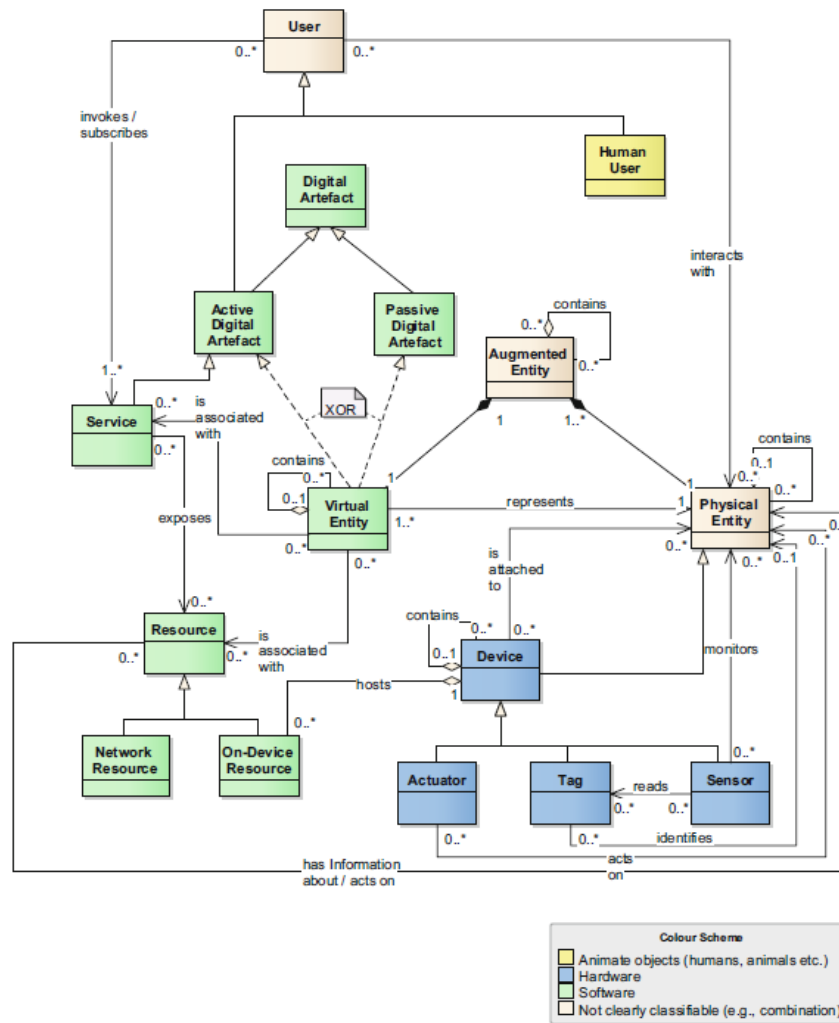 User
0..*
0..*
invokes /
subscribes
Human
User
Digital
Artefact
interacts
with
Active
Digital
Artefact
Passive
Digital
Artefact
contains
0..*
0..*
Augmented
Entity
XOR
1..*
0..*
is
associated
with
Service
0..*
1
1..*
contains
0..*
0..1
Virtual
Entity
1
1..*
0..*
0..*
represents
1
1
contains
0..1
0..*
0..*
Physical
Entity
0..*
0..1
0..*
0..*
exposes
is
attached
to
0..*
Resource
0..*
0..*
is
associated
with
contains
0..*
0..1
0..*
Device
1
hosts
0..*
monitors
Network
Resource
On-Device
Resource
Actuator
Tag
Sensor
0..*
reads
0..*
0..*
0..*
0..*
identifies
acts
on
has Information
about / acts on
Colour Scheme
Animate objects (humans, animals etc.)
Hardware
Software
Not clearly classifiable (e.g., combination)